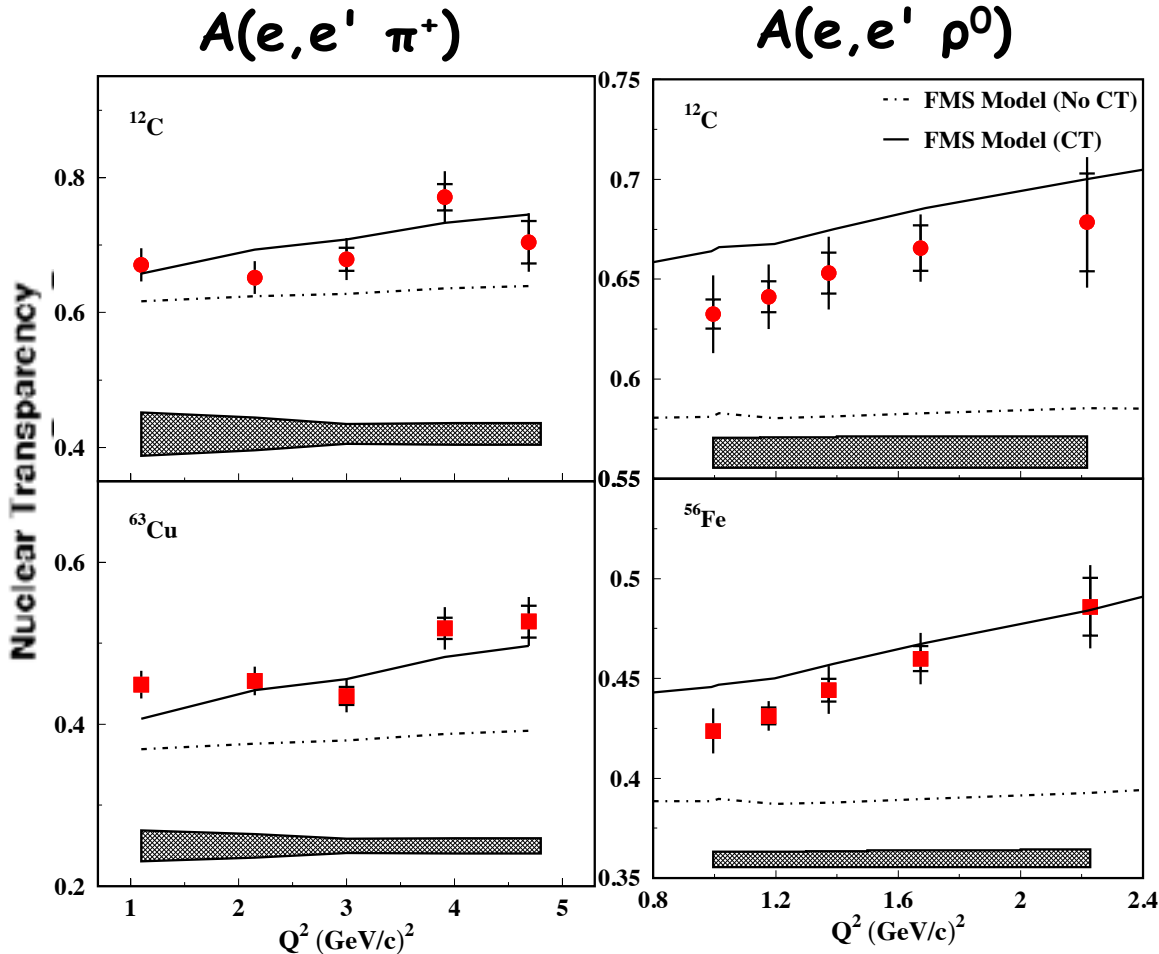 A(e,e' π⁺)
A(e,e' ρ⁰)
Nuclear Transparency
¹²C
0.8
0.6
0.4
⁶³Cu
0.6
0.4
0.2
1 2 3 4 5
Q² (GeV/c)²
¹²C
FMS Model (No CT)
FMS Model (CT)
0.75
0.7
0.65
0.6
0.55
⁵⁶Fe
0.5
0.45
0.4
0.35
0.8 1.2 1.6 2 2.4
Q² (GeV/c)²